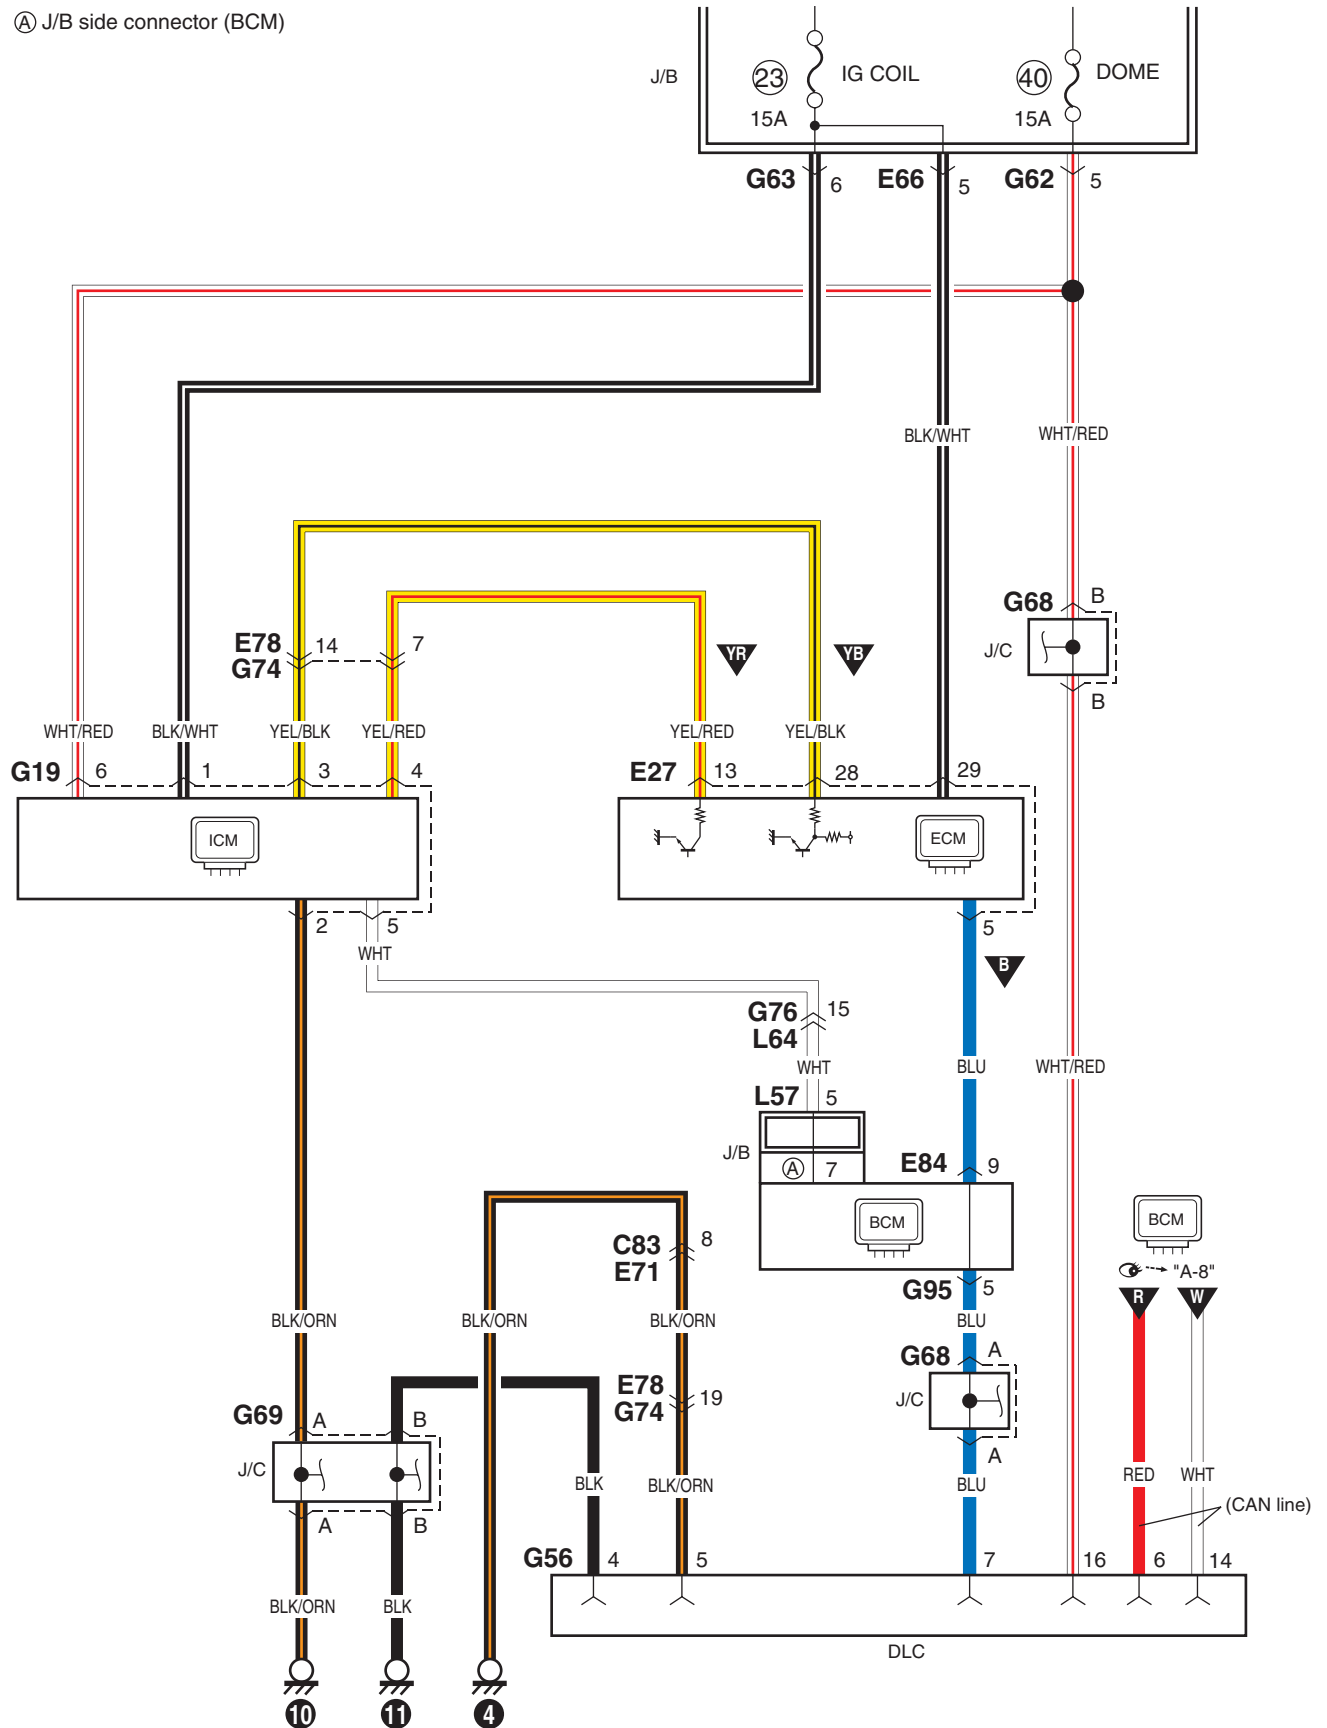 A J/B side connector (BCM)
J/B
23
IG COIL
15A
40
DOME
15A
G63
6
E66
5
G62
5
BLK/WHT
WHT/RED
G68
B
J/C
B
E78
14
7
G74
YR
YB
WHT/RED
BLK/WHT
YEL/BLK
YEL/RED
YEL/RED
YEL/BLK
G19
6
1
3
4
E27
13
28
29
ICM
ECM
2
5
WHT
5
B
G76
15
L64
WHT
BLU
WHT/RED
L57
5
J/B
A
7
E84
9
BCM
BCM
"A-8"
C83
8
E71
G95
5
R
W
BLK/ORN
BLK/ORN
BLK/ORN
BLU
G68
A
J/C
A
E78
19
G74
G69
A
B
J/C
A
B
BLK
BLK/ORN
BLU
RED
WHT
(CAN line)
G56
4
5
7
16
6
14
BLK/ORN
BLK
DLC
10
11
4